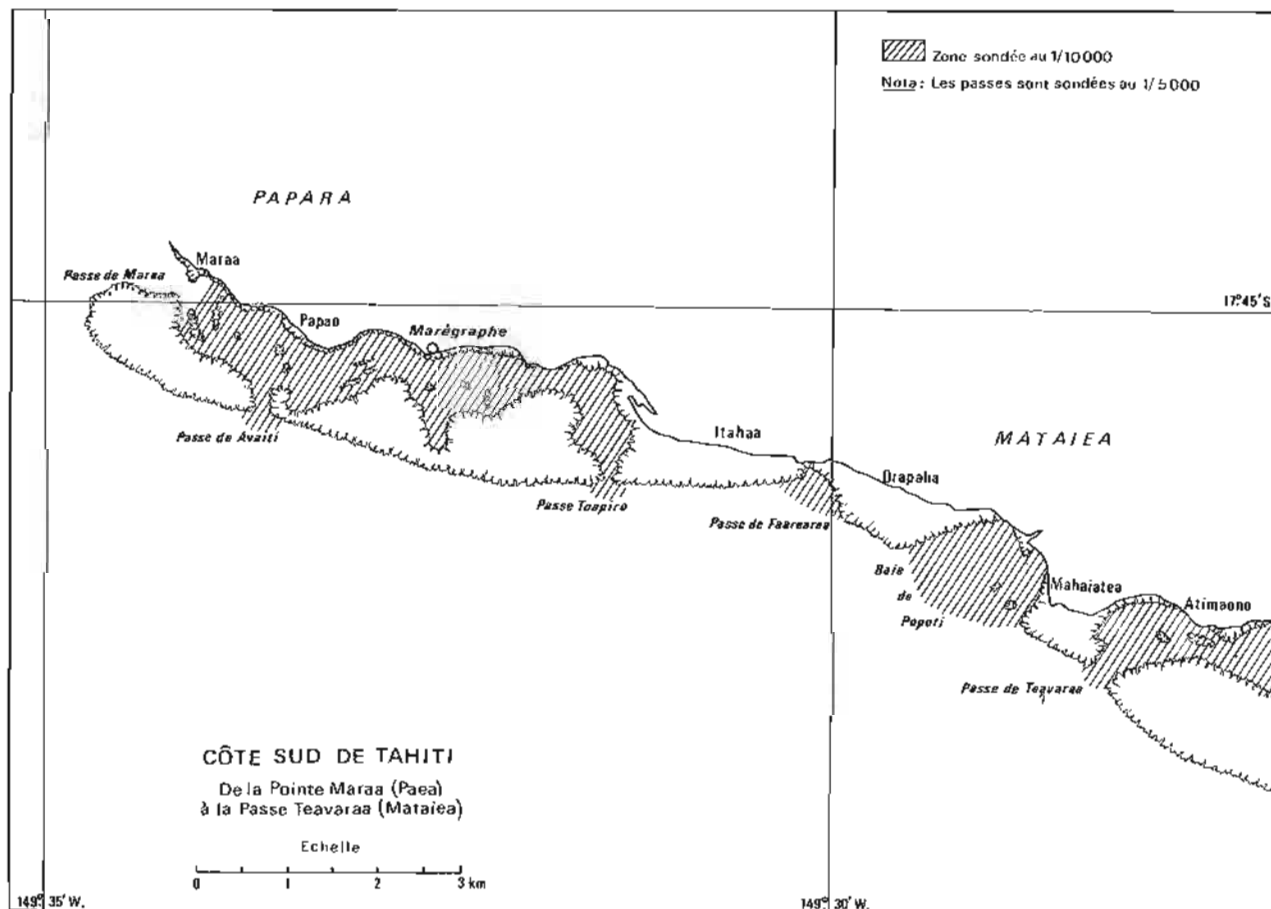 Zone sondée au 1/10000
Nota: Les passes sont sondées au 1/5000
PAPARA
Maraa
Passe de Maraa
17°45'S
Papao
Marégraphe
Itahaa
MATAIEA
Passe de Avaiti
Orapaha
Passe Toapiro
Passe de Faarearea
Baie
de
Popoti
Mahaiatea
Atimaono
Passe de Teavaraa
CÔTE SUD DE TAHITI
De la Pointe Maraa (Paea)
à la Passe Teavaraa (Mataiea)
Echelle
0 1 2 3 km
149° 35' W.
149° 30' W.